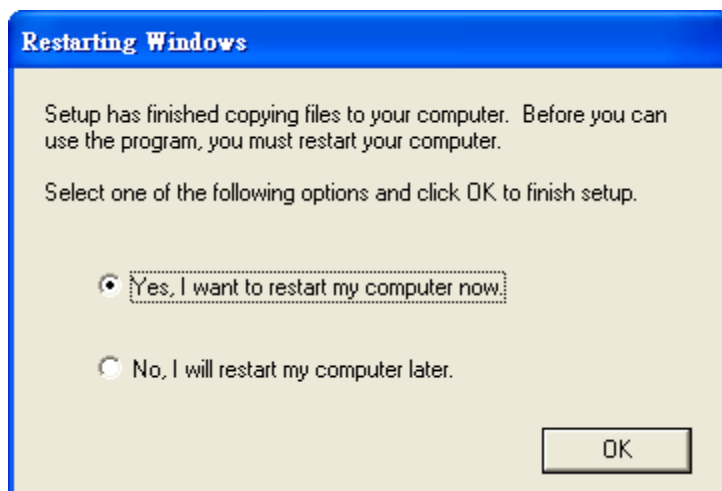 Restarting Windows
Setup has finished copying files to your computer.  Before you can
use the program, you must restart your computer.
Select one of the following options and click OK to finish setup.
Yes, I want to restart my computer now.
No, I will restart my computer later.
OK